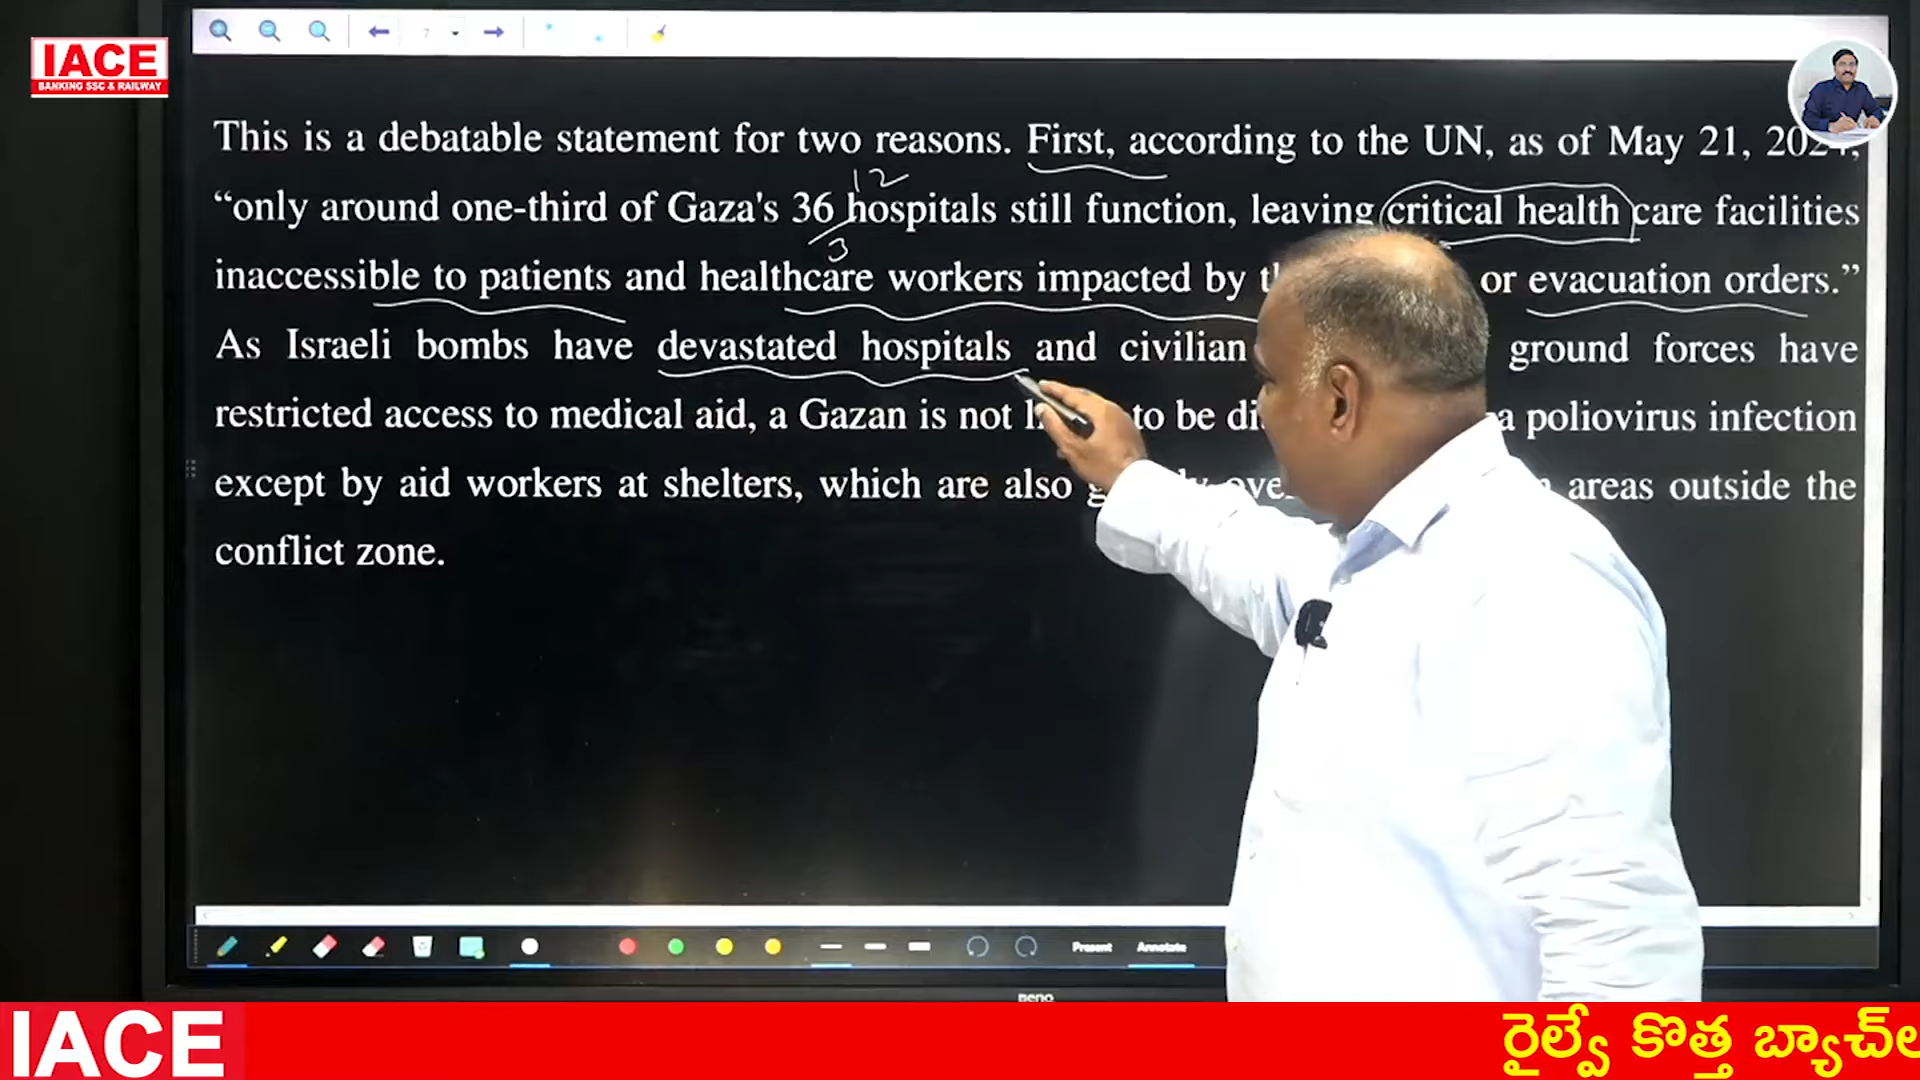 IACE
BANKING SSC & RAILWAY
7
This is a debatable statement for two reasons. First, according to the UN, as of May 21,
12
“only around one-third of Gaza's 36 hospitals still function, leaving critical health care facilities
3
inaccessible to patients and healthcare workers impacted by or evacuation orders.”
As Israeli bombs have devastated hospitals and civilian ground forces have
restricted access to medical aid, a Gazan is not to be a poliovirus infection
except by aid workers at shelters, which are also areas outside the
conflict zone.
Present Annotate
BenQ
IACE
రైల్వే కొత్త బ్యాచ్‌ల